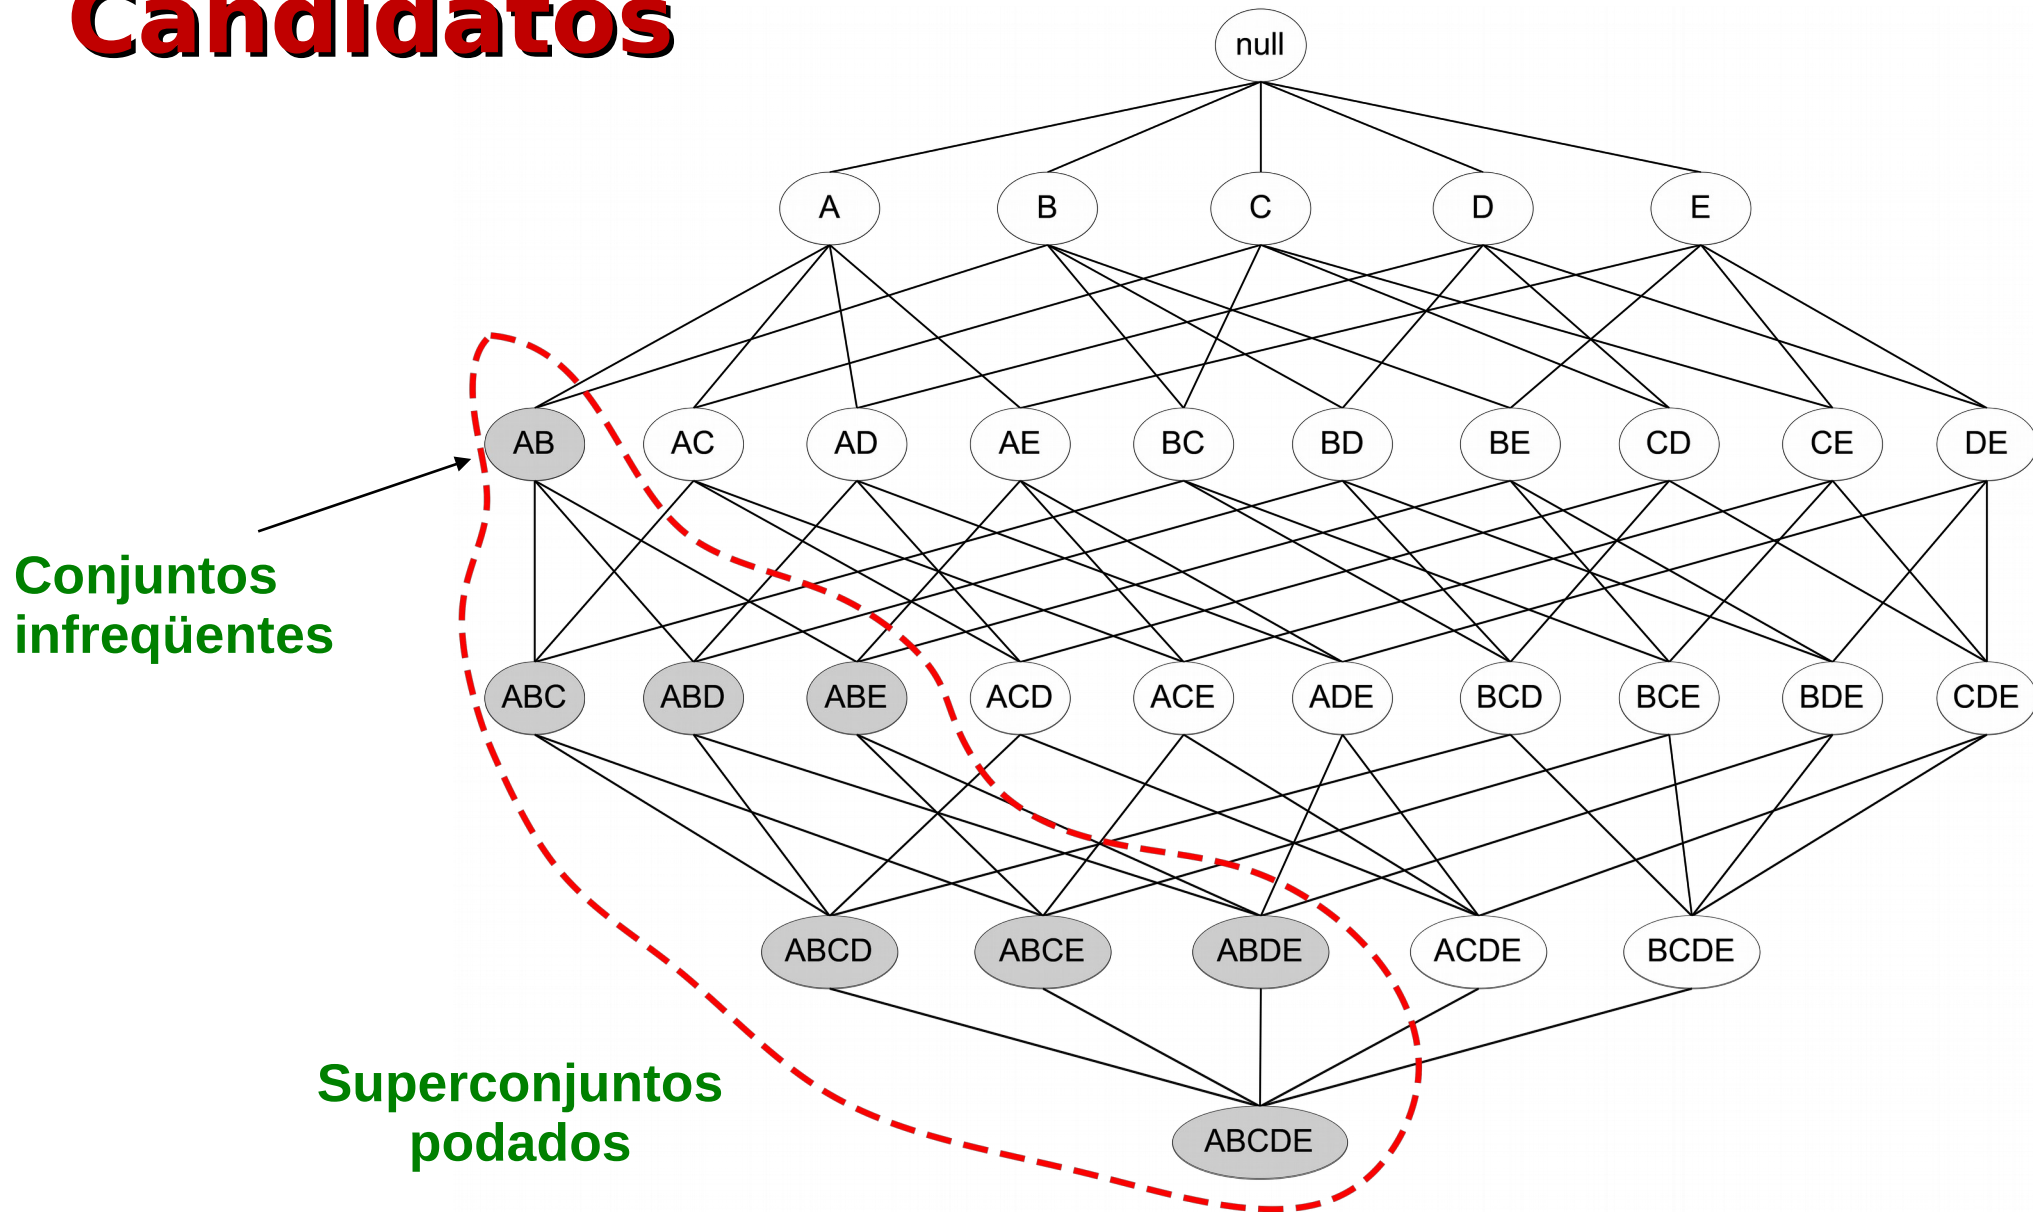 Candidatos
null
A B C D E
AB AC AD AE BC BD BE CD CE DE
Conjuntos
infreqüentes
ABC ABD ABE ACD ACE ADE BCD BCE BDE CDE
ABCD ABCE ABDE ACDE BCDE
Superconjuntos
podados
ABCDE